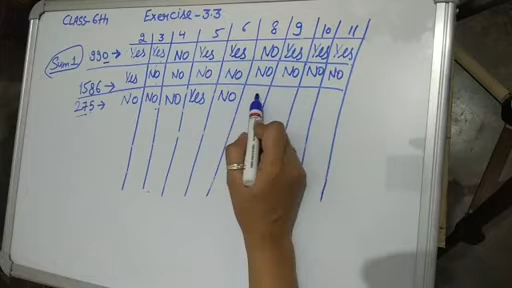 CLASS-6th Exercise-3.3
2 3 4 5 6 8 9 10 11
Sum1 990→ Yes Yes NO Yes Yes NO Yes Yes Yes
1586→ Yes NO NO NO NO NO NO NO NO
275→ NO NO NO Yes NO